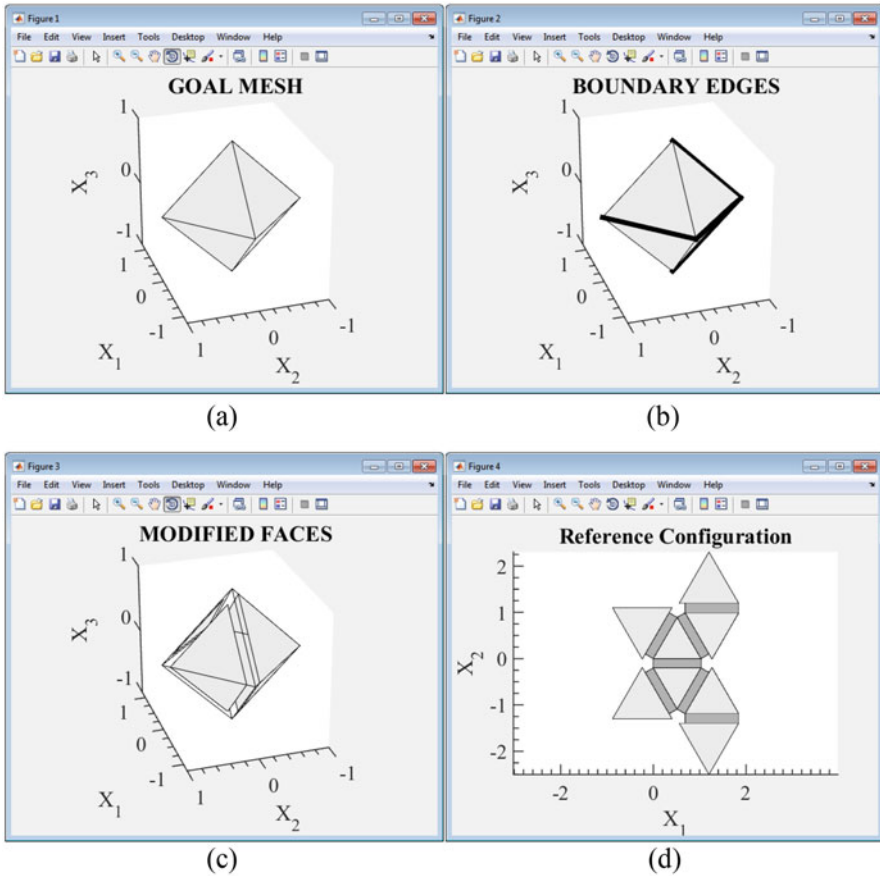 Figure 1
File Edit View Insert Tools Desktop Window Help
GOAL MESH
1
0
-1
X3
1
0
-1
X1
1
0
-1
X2
(a)
Figure 2
File Edit View Insert Tools Desktop Window Help
BOUNDARY EDGES
1
0
-1
X3
1
0
-1
X1
1
0
-1
X2
(b)
Figure 3
File Edit View Insert Tools Desktop Window Help
MODIFIED FACES
1
0
-1
X3
1
0
-1
X1
1
0
-1
X2
(c)
Figure 4
File Edit View Insert Tools Desktop Window Help
Reference Configuration
2
1
0
-1
-2
X2
-2 0 2
X1
(d)